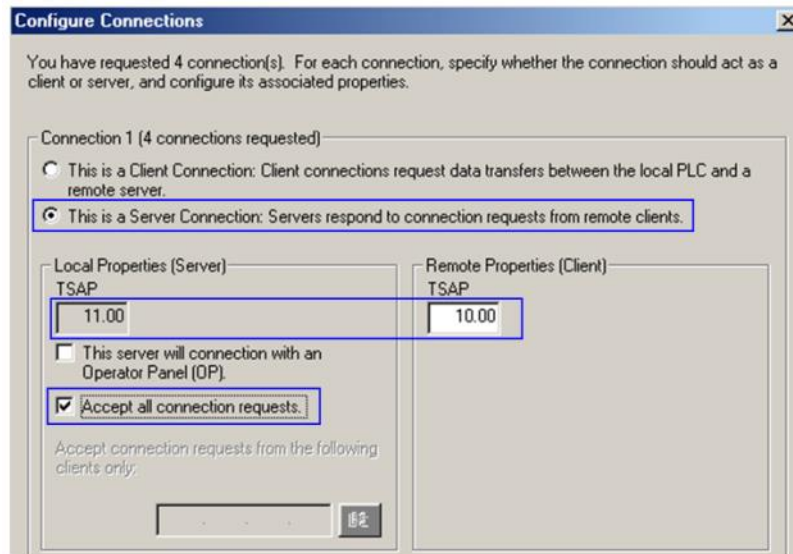 Configure Connections
You have requested 4 connection(s). For each connection, specify whether the connection should act as a
client or server, and configure its associated properties.
Connection 1 (4 connections requested)
This is a Client Connection: Client connections request data transfers between the local PLC and a
remote server.
This is a Server Connection: Servers respond to connection requests from remote clients.
Local Properties (Server)
TSAP
11.00
This server will connection with an
Operator Panel (OP).
Accept all connection requests.
Accept connection requests from the following
clients only:
Remote Properties (Client)
TSAP
10.00